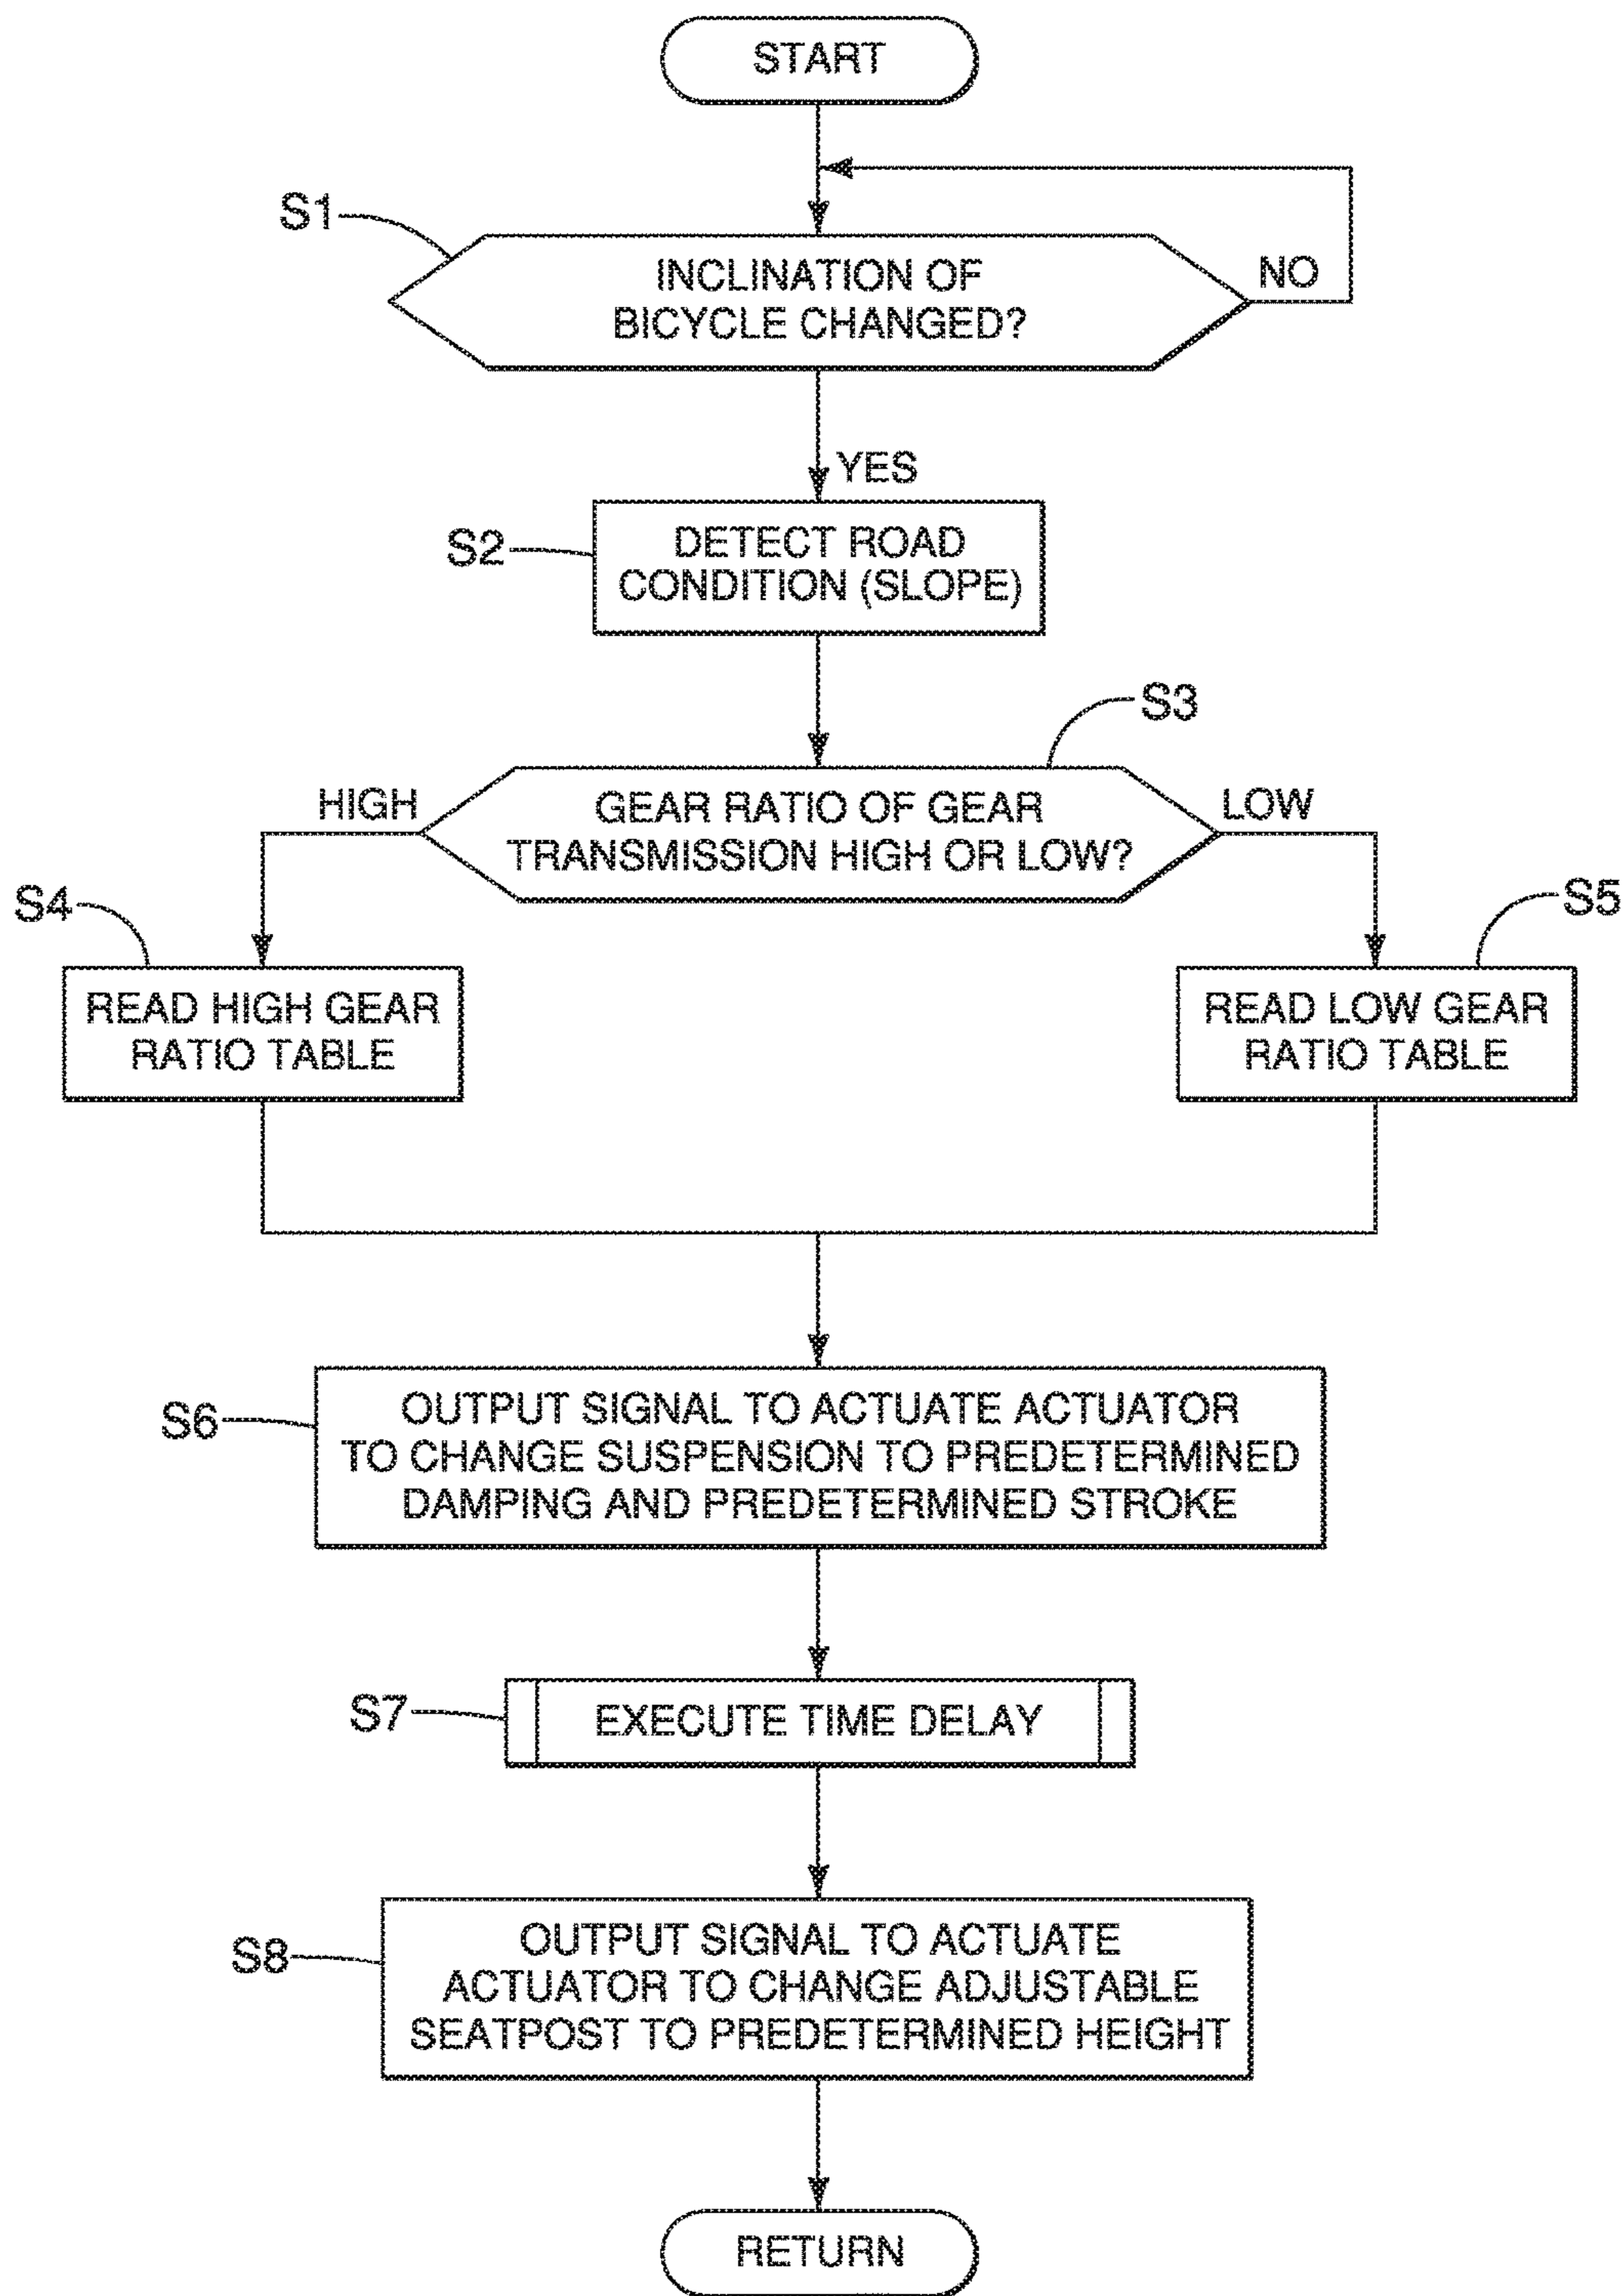 START
S1
INCLINATION OF
BICYCLE CHANGED?
NO
YES
S2
DETECT ROAD
CONDITION (SLOPE)
S3
HIGH
GEAR RATIO OF GEAR
TRANSMISSION HIGH OR LOW?
LOW
S4
S5
READ HIGH GEAR
RATIO TABLE
READ LOW GEAR
RATIO TABLE
S6
OUTPUT SIGNAL TO ACTUATE ACTUATOR
TO CHANGE SUSPENSION TO PREDETERMINED
DAMPING AND PREDETERMINED STROKE
S7
EXECUTE TIME DELAY
S8
OUTPUT SIGNAL TO ACTUATE
ACTUATOR TO CHANGE ADJUSTABLE
SEATPOST TO PREDETERMINED HEIGHT
RETURN